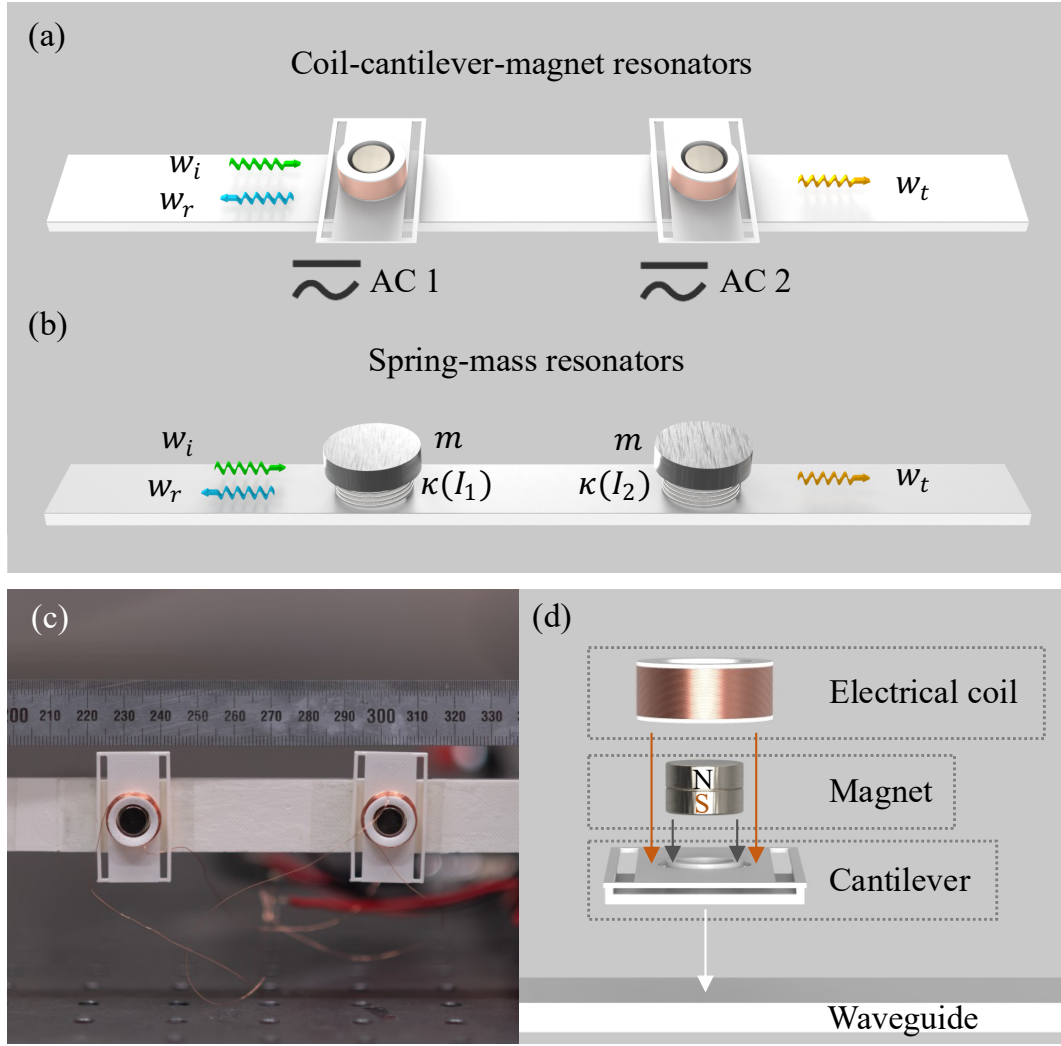 (a)
Coil-cantilever-magnet resonators
w_i
w_r
w_t
AC 1
AC 2
(b)
Spring-mass resonators
w_i
w_r
m
κ(I_1)
m
κ(I_2)
w_t
(c)
200 210 220 230 240 250 260 270 280 290 300 310 320 330
(d)
Electrical coil
N
S
Magnet
Cantilever
Waveguide